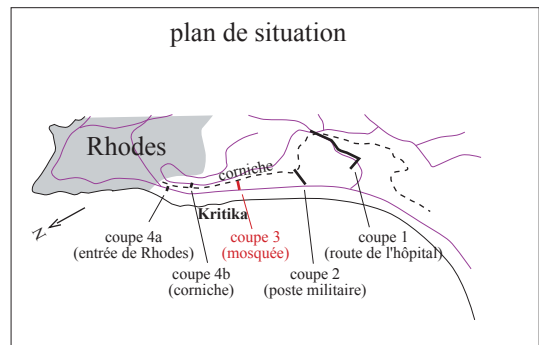 plan de situation
Rhodes
corniche
Kritika
N
coupe 4a
(entrée de Rhodes)
coupe 4b
(corniche)
coupe 3
(mosquée)
coupe 2
(poste militaire)
coupe 1
(route de l'hôpital)